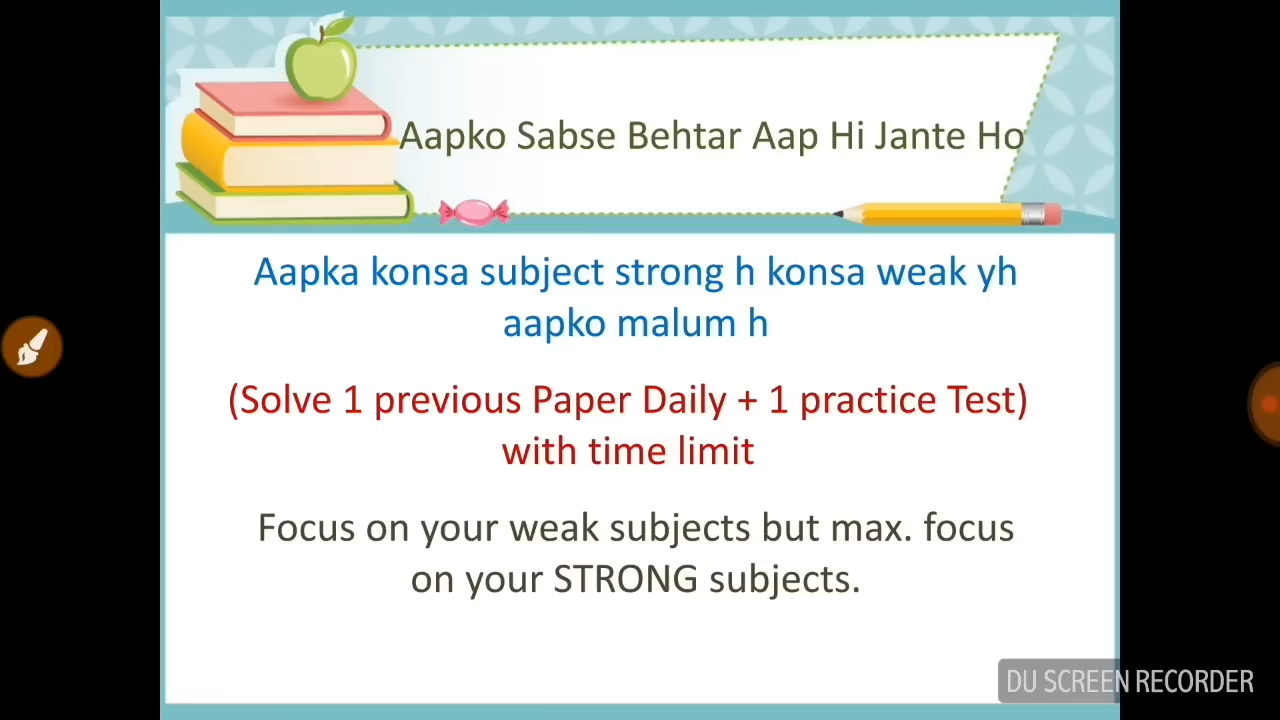 Aapko Sabse Behtar Aap Hi Jante Ho
Aapka konsa subject strong h konsa weak yh
aapko malum h
(Solve 1 previous Paper Daily + 1 practice Test)
with time limit
Focus on your weak subjects but max. focus
on your STRONG subjects.
DU SCREEN RECORDER